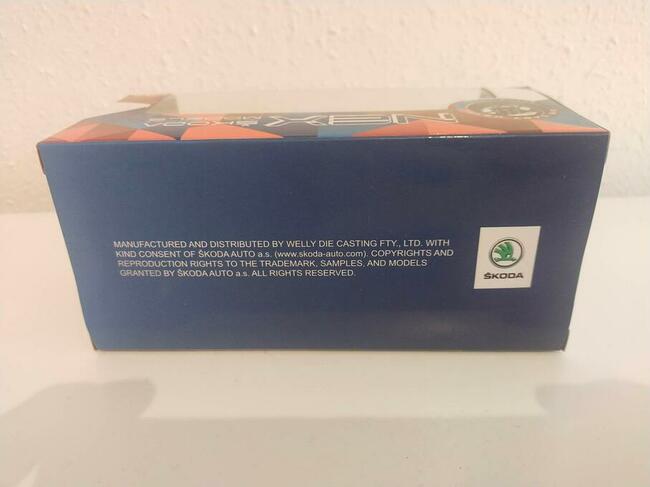 NEX
MANUFACTURED AND DISTRIBUTED BY WELLY DIE CASTING FTY., LTD. WITH
KIND CONSENT OF ŠKODA AUTO a.s. (www.skoda-auto.com). COPYRIGHTS AND
REPRODUCTION RIGHTS TO THE TRADEMARK, SAMPLES, AND MODELS
GRANTED BY ŠKODA AUTO a.s. ALL RIGHTS RESERVED.
ŠKODA